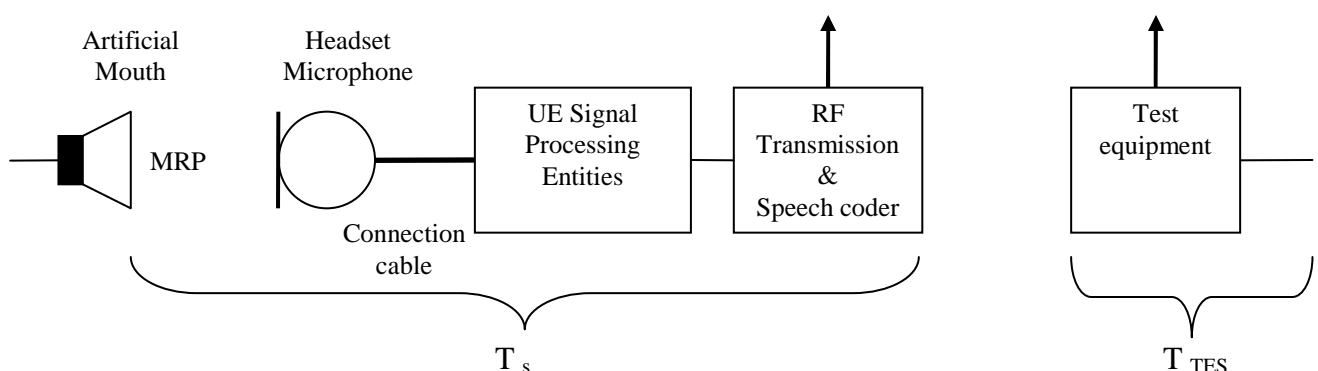 Artificial
Mouth
Headset
Microphone
MRP
Connection
cable
UE Signal
Processing
Entities
RF
Transmission
&
Speech coder
Test
equipment
T s
T TES